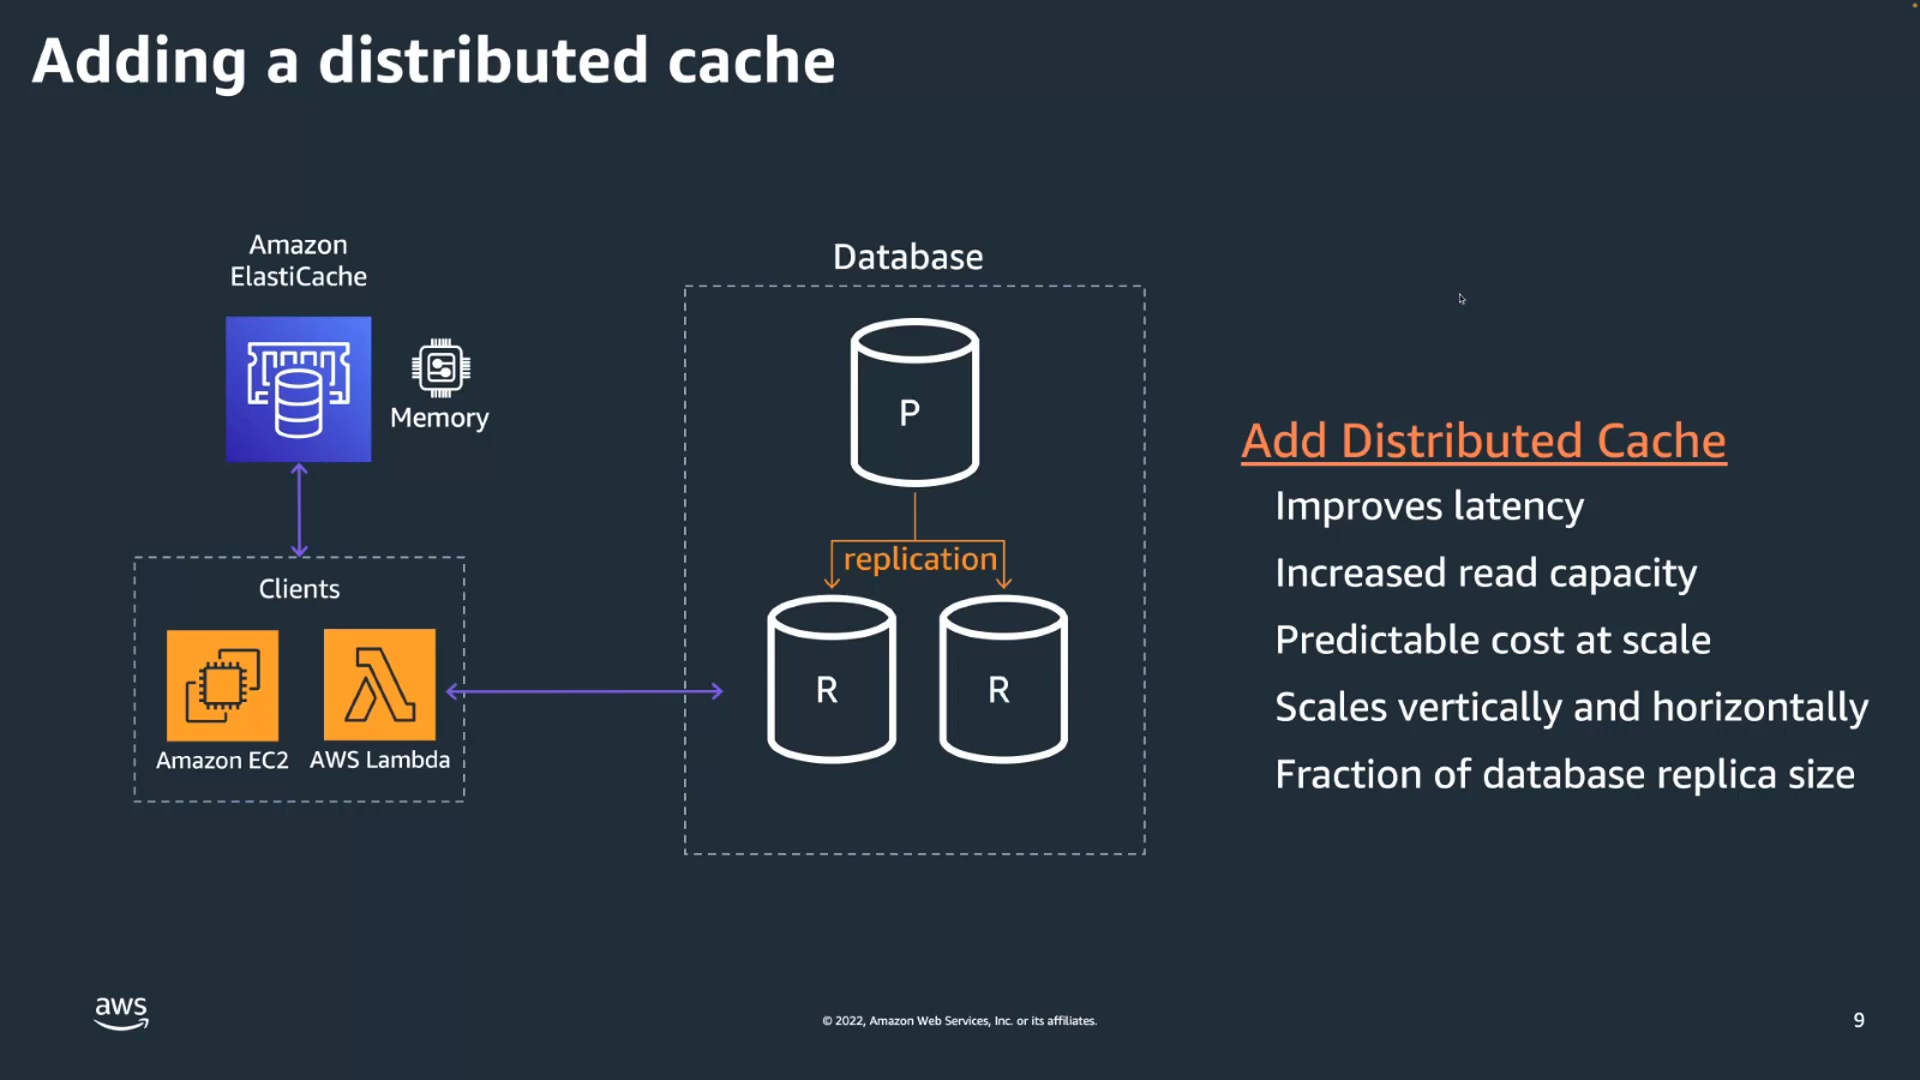 Adding a distributed cache
Amazon
ElastiCache
Memory
Clients
Amazon EC2
AWS Lambda
Database
P
replication
R
R
Add Distributed Cache
Improves latency
Increased read capacity
Predictable cost at scale
Scales vertically and horizontally
Fraction of database replica size
aws
© 2022, Amazon Web Services, Inc. or its affiliates.
9